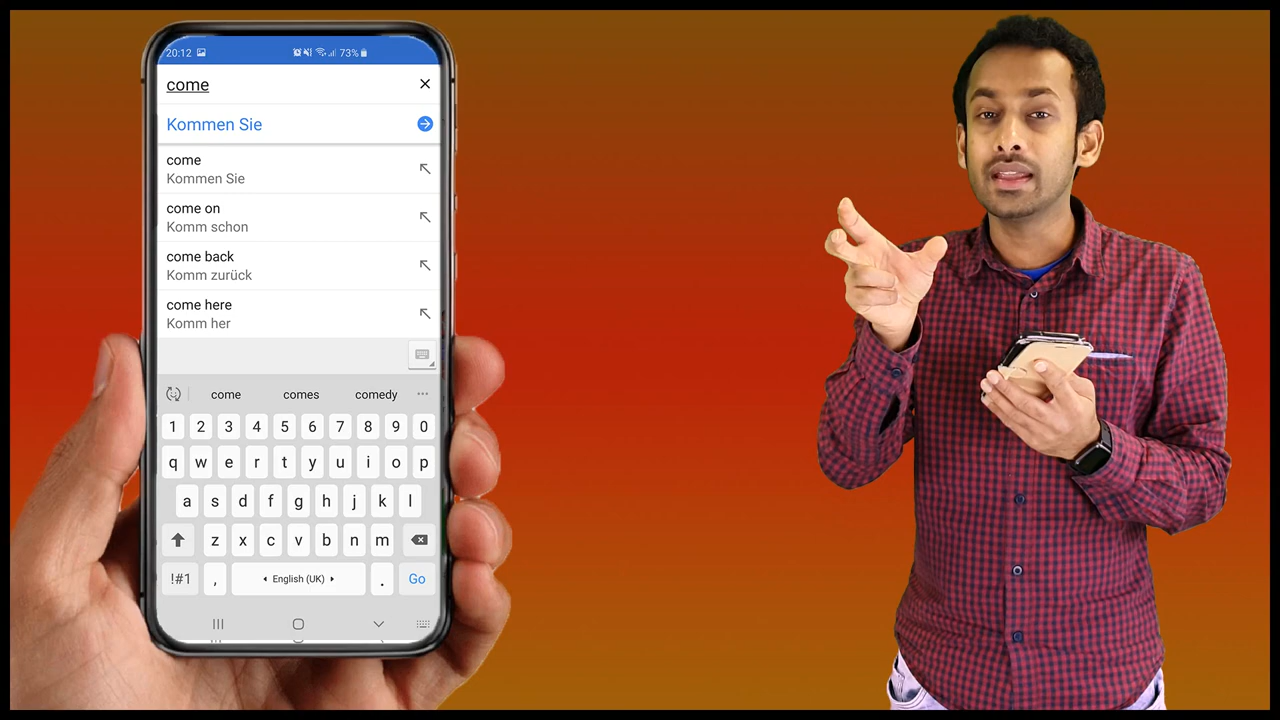 20:12 73%
come
Kommen Sie
come
Kommen Sie
come on
Komm schon
come back
Komm zurück
come here
Komm her
come comes comedy
1 2 3 4 5 6 7 8 9 0
q w e r t y u i o p
a s d f g h j k l
z x c v b n m
!#1 , English (UK) . Go